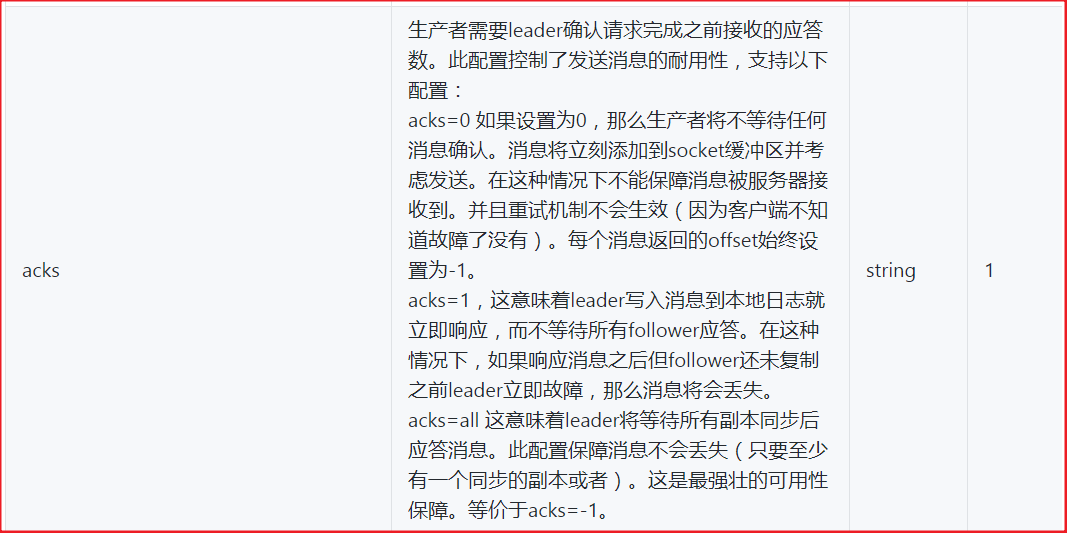 acks
生产者需要leader确认请求完成之前接收的应答
数。此配置控制了发送消息的耐用性，支持以下
配置：
acks=0 如果设置为0，那么生产者将不等待任何
消息确认。消息将立刻添加到socket缓冲区并考
虑发送。在这种情况下不能保障消息被服务器接
收到。并且重试机制不会生效（因为客户端不知
道故障了没有）。每个消息返回的offset始终设
置为-1。
acks=1，这意味着leader写入消息到本地日志就
立即响应，而不等待所有follower应答。在这种
情况下，如果响应消息之后但follower还未复制
之前leader立即故障，那么消息将会丢失。
acks=all 这意味着leader将等待所有副本同步后
应答消息。此配置保障消息不会丢失（只要至少
有一个同步的副本或者）。这是最强壮的可用性
保障。等价于acks=-1。
string
1